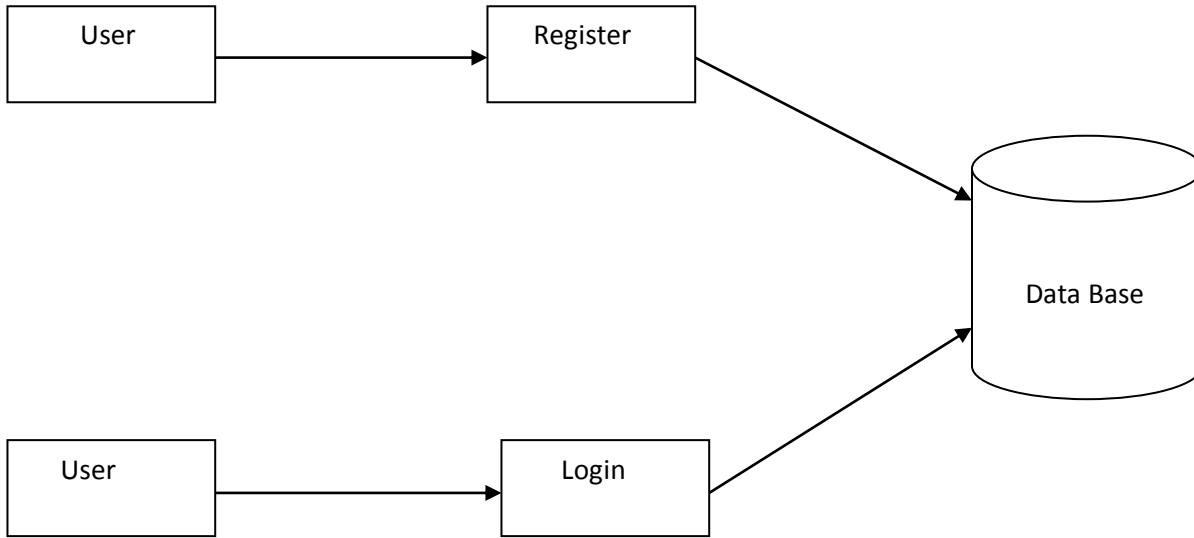 User
Register
Data Base
User
Login